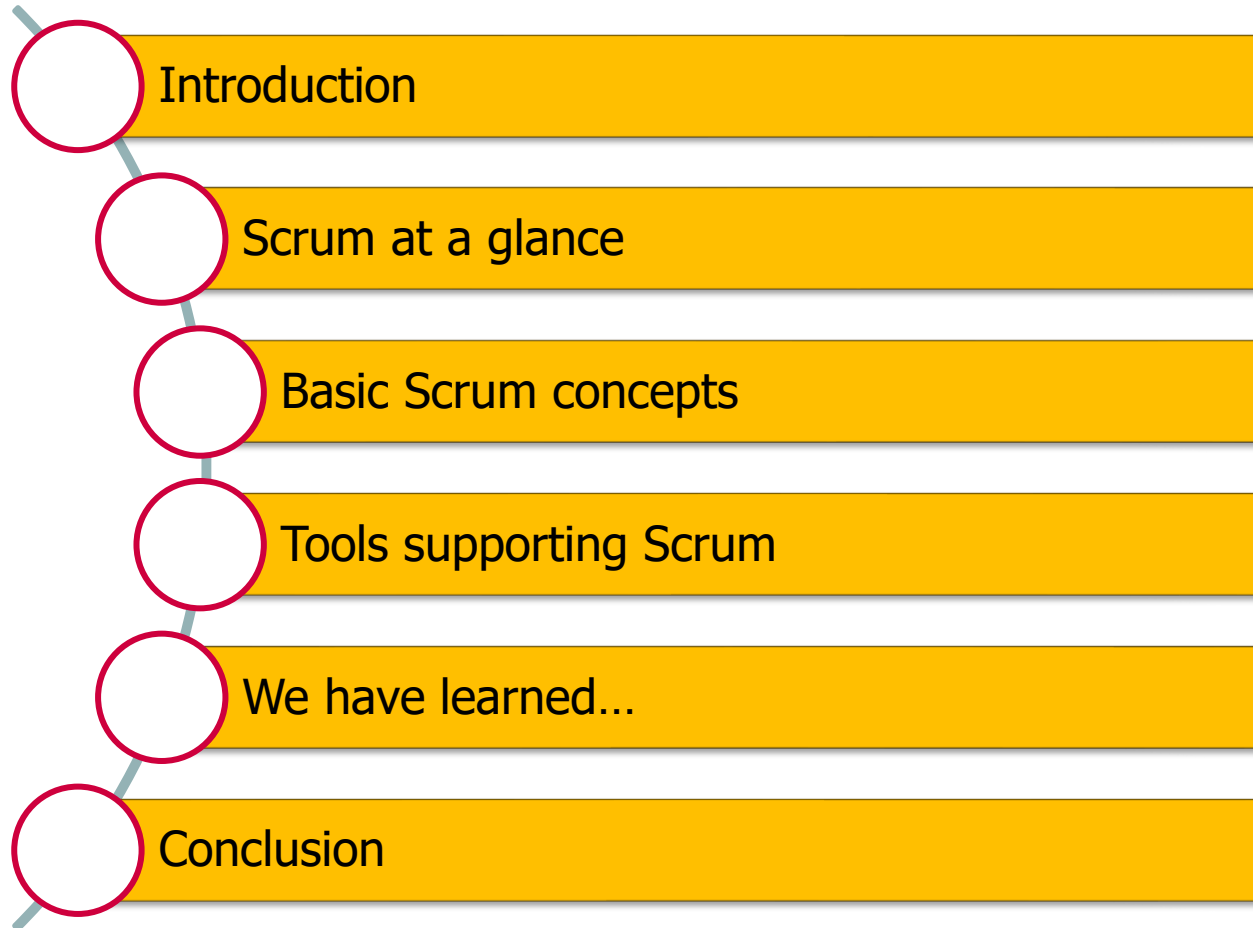 Introduction
Scrum at a glance
Basic Scrum concepts
Tools supporting Scrum
We have learned…
Conclusion